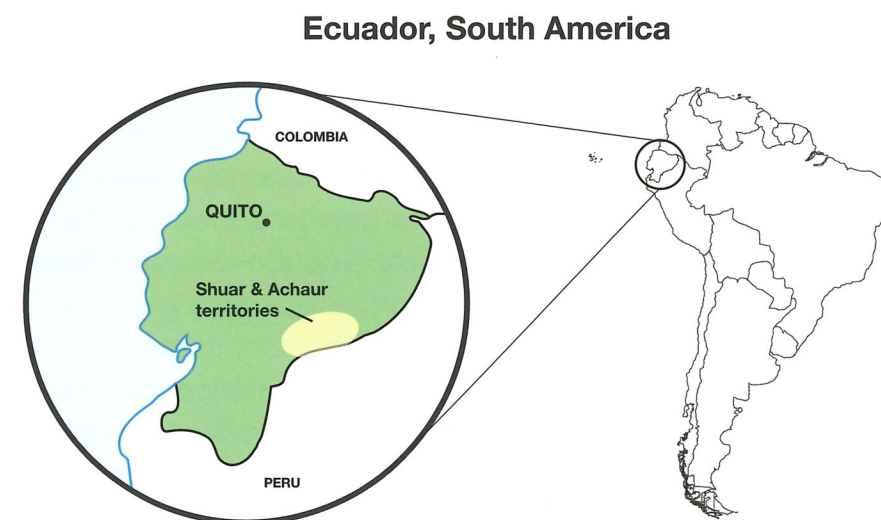 Ecuador, South America
COLOMBIA
QUITO
Shuar & Achaur
territories
PERU